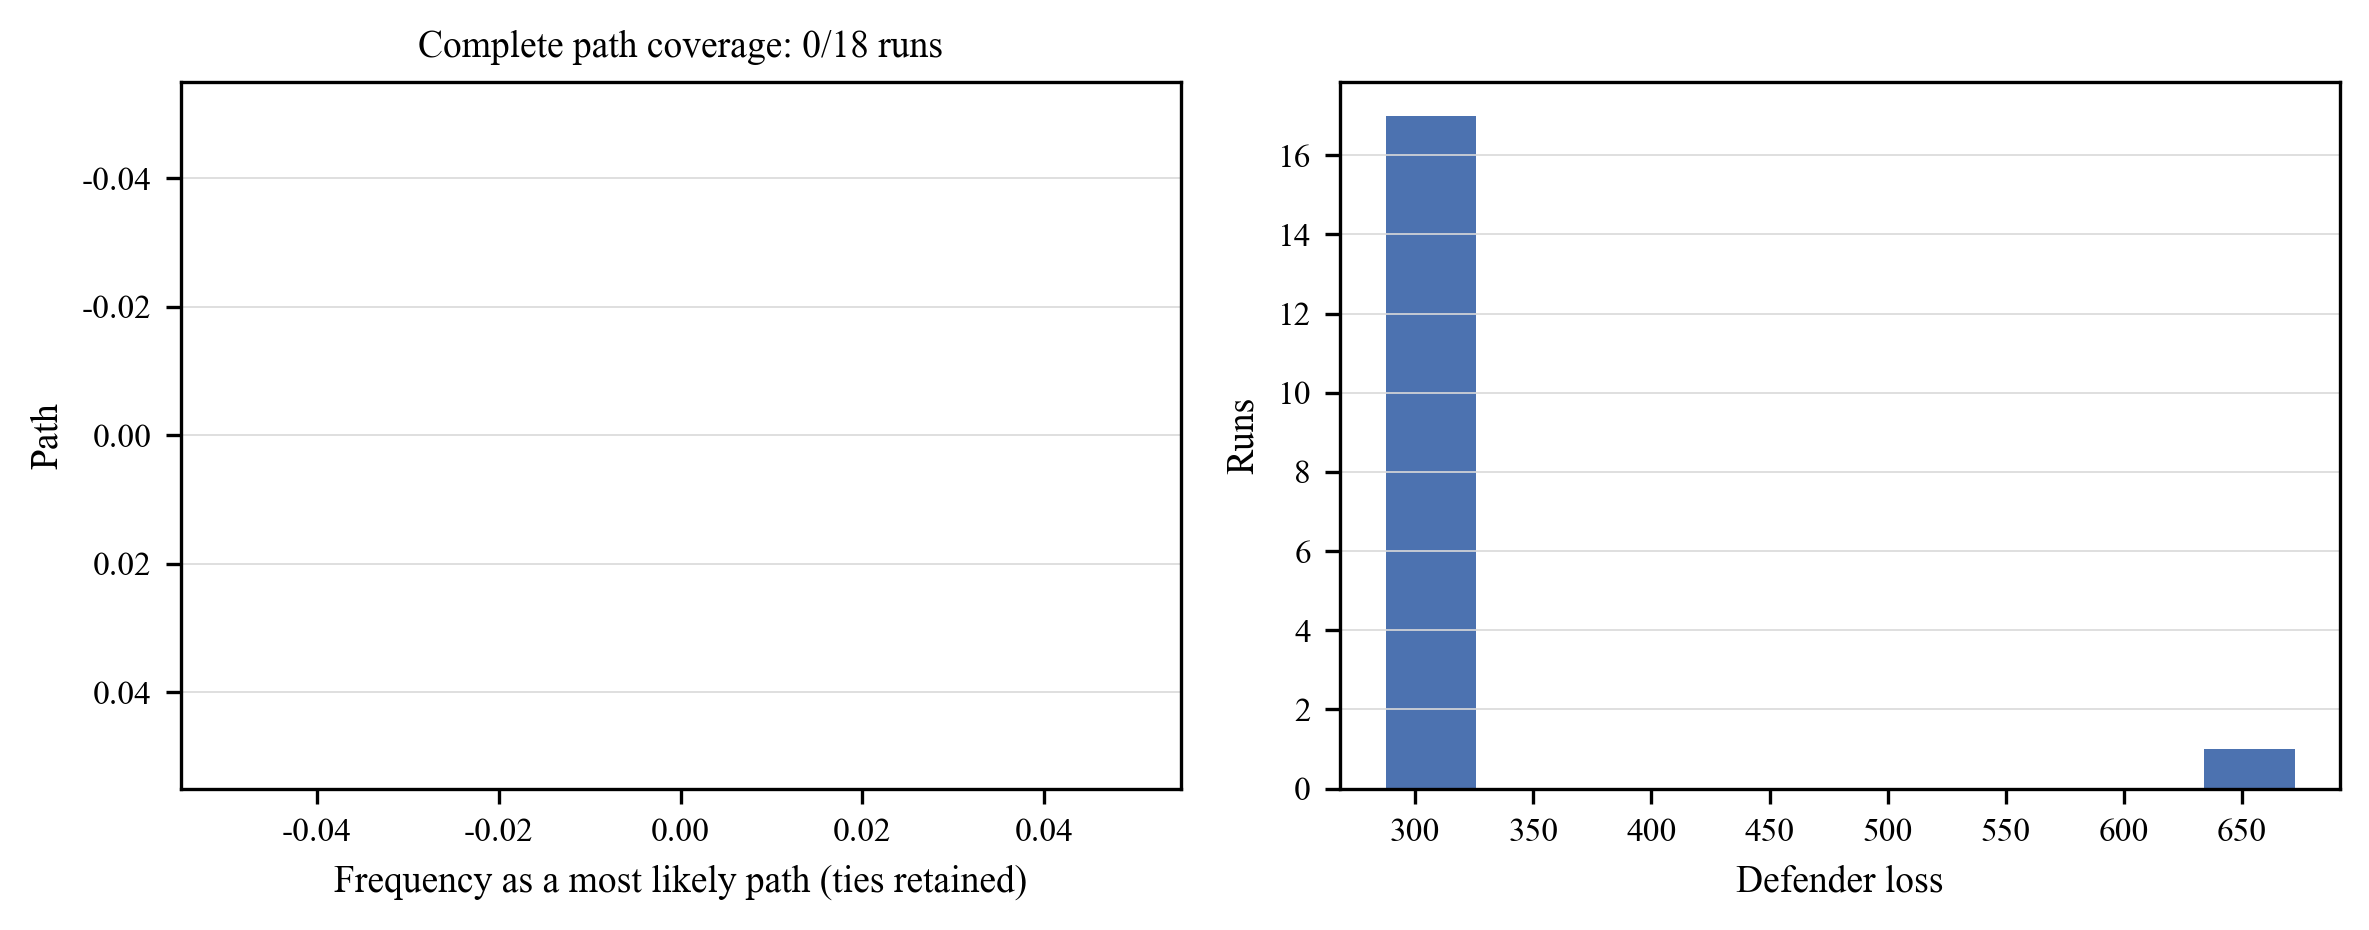 Complete path coverage: 0/18 runs
Path
-0.04
-0.02
0.00
0.02
0.04
-0.04 -0.02 0.00 0.02 0.04
Frequency as a most likely path (ties retained)
Runs
16
14
12
10
8
6
4
2
0
300 350 400 450 500 550 600 650
Defender loss